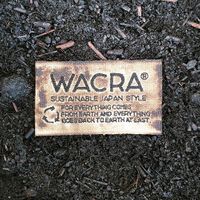 WACRA®
SUSTAINABLE JAPAN STYLE
FOR EVERYTHING COMES
FROM EARTH AND EVERYTHING
GOES BACK TO EARTH AT LAST.